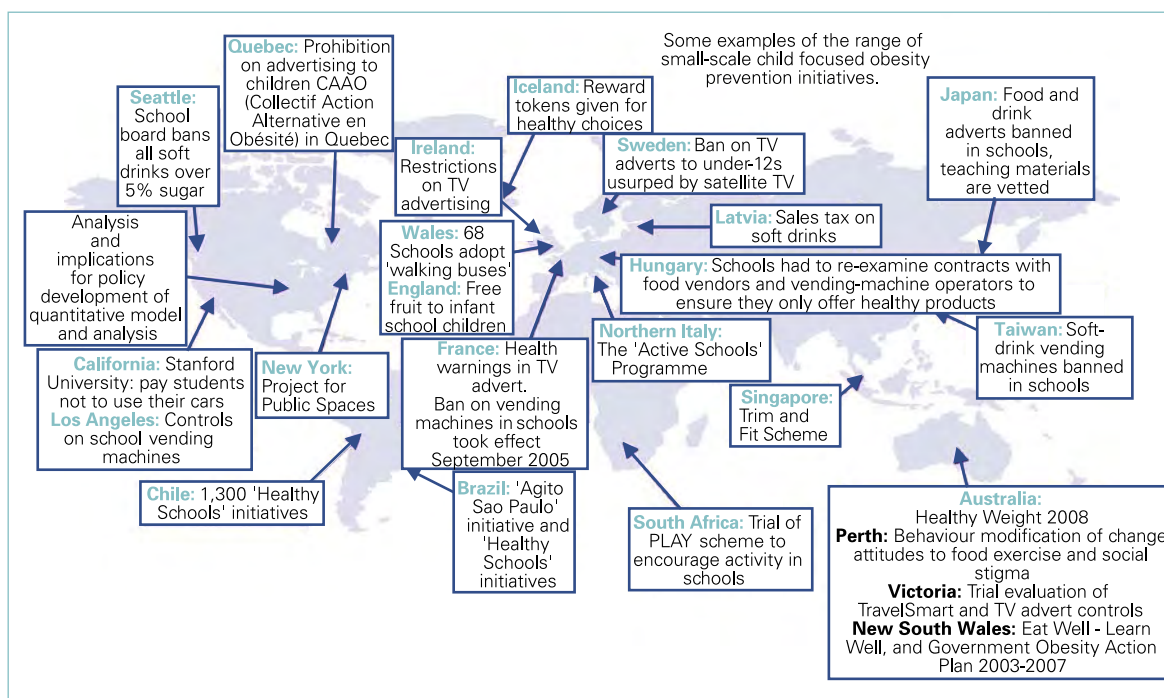 Some examples of the range of
small-scale child focused obesity
prevention initiatives.
Quebec: Prohibition
on advertising to
children CAAO
(Collectif Action
Alternative en
Obésité) in Quebec
Seattle:
School
board bans
all soft
drinks over
5% sugar
Iceland: Reward
tokens given for
healthy choices
Ireland:
Restrictions
on TV
advertising
Sweden: Ban on TV
adverts to under-12s
usurped by satellite TV
Japan: Food and
drink
adverts banned
in schools,
teaching materials
are vetted
Latvia: Sales tax on
soft drinks
Analysis
and
implications
for policy
development of
quantitative model
and analysis
Wales: 68
Schools adopt
'walking buses'
England: Free
fruit to infant
school children
Hungary: Schools had to re-examine contracts with
food vendors and vending-machine operators to
ensure they only offer healthy products
California: Stanford
University: pay students
not to use their cars
Los Angeles: Controls
on school vending
machines
New York:
Project for
Public Spaces
France: Health
warnings in TV
advert.
Ban on vending
machines in schools
took effect
September 2005
Northern Italy:
The 'Active Schools'
Programme
Taiwan: Soft-
drink vending
machines banned
in schools
Singapore:
Trim and
Fit Scheme
Chile: 1,300 'Healthy
Schools' initiatives
Brazil: 'Agito
Sao Paulo'
initiative and
'Healthy
Schools'
initiatives
South Africa: Trial of
PLAY scheme to
encourage activity in
schools
Australia:
Healthy Weight 2008
Perth: Behaviour modification of change
attitudes to food exercise and social
stigma
Victoria: Trial evaluation of
TravelSmart and TV advert controls
New South Wales: Eat Well - Learn
Well, and Government Obesity Action
Plan 2003-2007